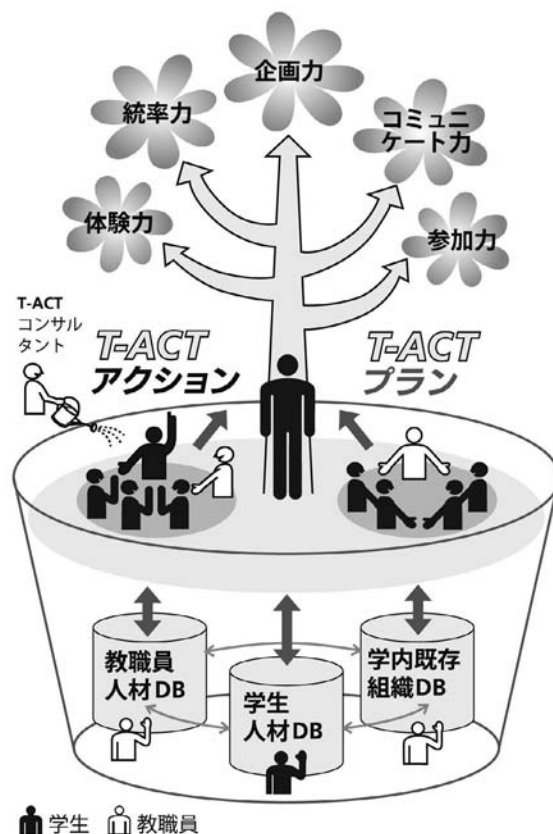 企画力
統率力
コミュニ
ケート力
体験力
参加力
T-ACT
コンサル
タント
T-ACT
アクション
T-ACT
プラン
教職員
人材DB
学生
人材DB
学内既存
組織DB
学生
教職員